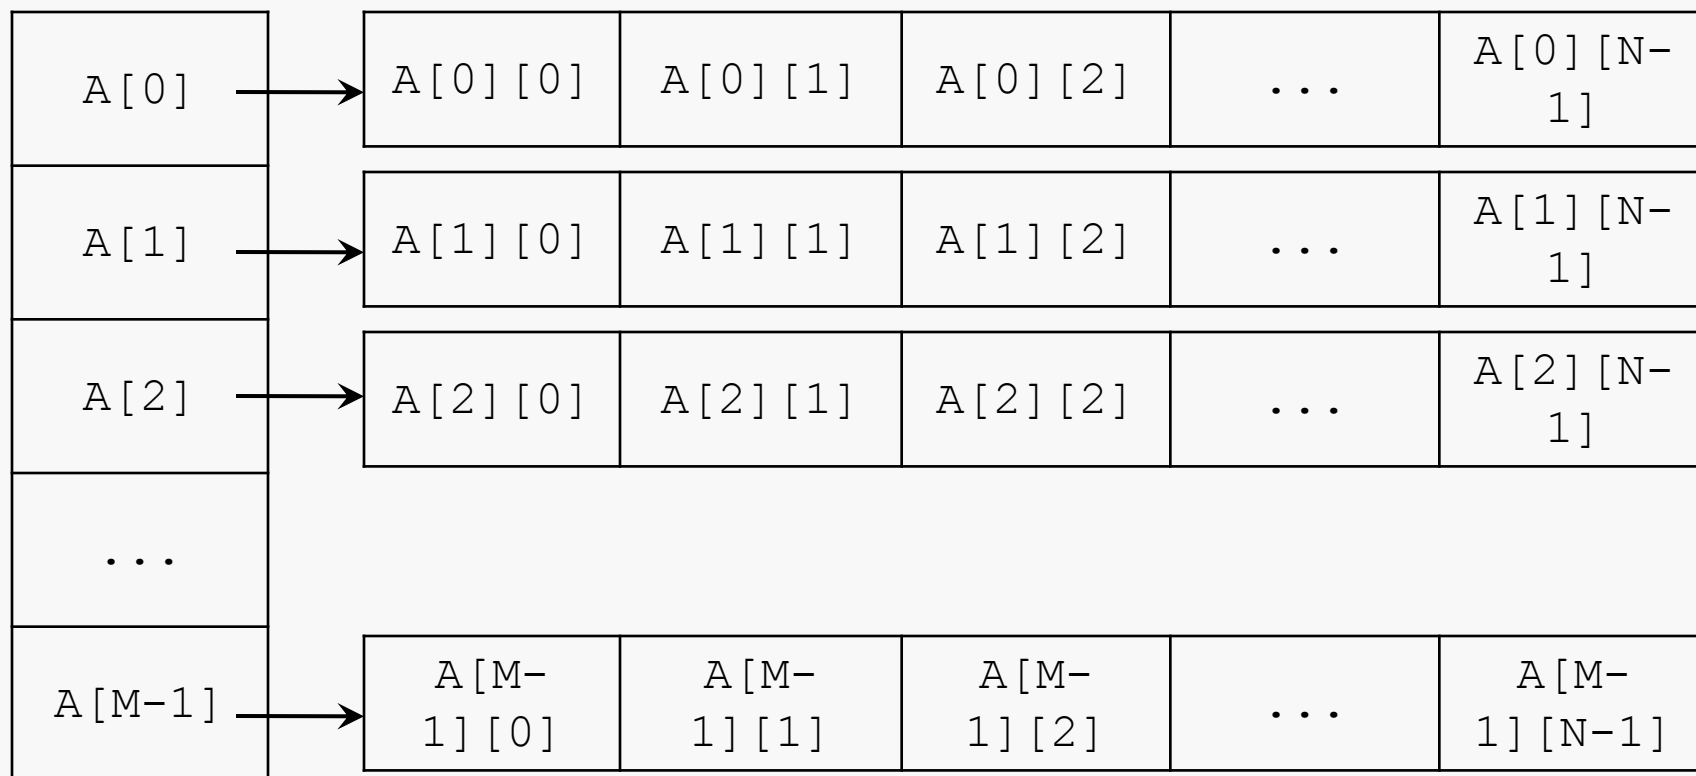 A[0]
A[0][0] A[0][1] A[0][2] ... A[0][N-
1]
A[1]
A[1][0] A[1][1] A[1][2] ... A[1][N-
1]
A[2]
A[2][0] A[2][1] A[2][2] ... A[2][N-
1]
...
A[M-1]
A[M-
1][0]
A[M-
1][1]
A[M-
1][2]
...
A[M-
1][N-1]